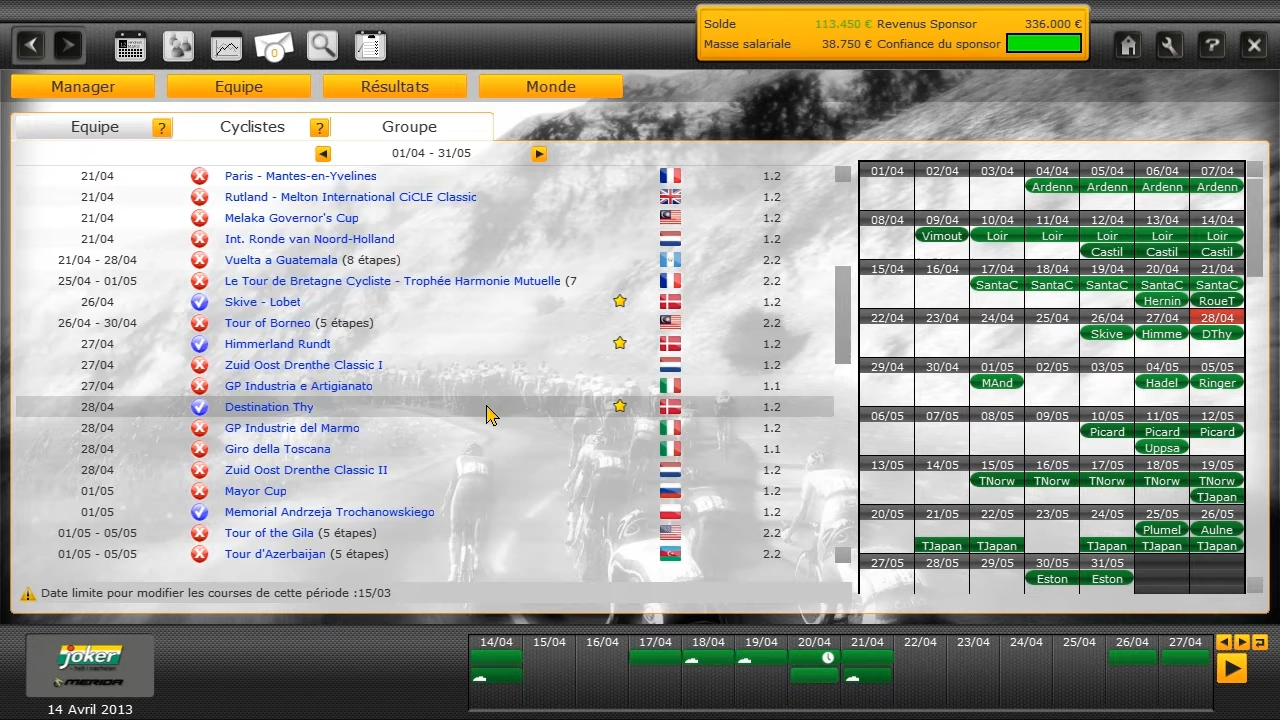 Solde 113.450 € Revenus Sponsor 336.000 €
Masse salariale 38.750 € Confiance du sponsor
0
Manager Equipe Résultats Monde
Equipe ? Cyclistes ? Groupe
01/04 - 31/05
21/04 Paris - Mantes-en-Yvelines 1.2
21/04 Rutland - Melton International CiCLE Classic 1.2
21/04 Melaka Governor's Cup 1.2
21/04 Int. Ronde van Noord-Holland 1.2
21/04 - 28/04 Vuelta a Guatemala (8 étapes) 2.2
25/04 - 01/05 Le Tour de Bretagne Cycliste - Trophée Harmonie Mutuelle (7 2.2
26/04 Skive - Lobet 1.2
26/04 - 30/04 Tour of Borneo (5 étapes) 2.2
27/04 Himmerland Rundt 1.2
27/04 Zuid Oost Drenthe Classic I 1.2
27/04 GP Industria e Artigianato 1.1
28/04 Destination Thy 1.2
28/04 GP Industrie del Marmo 1.2
28/04 Giro della Toscana 1.1
28/04 Zuid Oost Drenthe Classic II 1.2
01/05 Mayor Cup 1.2
01/05 Memorial Andrzeja Trochanowskiego 1.2
01/05 - 05/05 Tour of the Gila (5 étapes) 2.2
01/05 - 05/05 Tour d'Azerbaijan (5 étapes) 2.2
Date limite pour modifier les courses de cette période :15/03
01/04 02/04 03/04 04/04 05/04 06/04 07/04
Ardenn Ardenn Ardenn Ardenn
08/04 09/04 10/04 11/04 12/04 13/04 14/04
Vimout Loir Loir Loir Loir Loir
Castil Castil Castil
15/04 16/04 17/04 18/04 19/04 20/04 21/04
SantaC SantaC SantaC SantaC SantaC
Hernin RoueT
22/04 23/04 24/04 25/04 26/04 27/04 28/04
Skive Himme DThy
29/04 30/04 01/05 02/05 03/05 04/05 05/05
MAnd Hadel Ringer
06/05 07/05 08/05 09/05 10/05 11/05 12/05
Picard Picard Picard
Uppsa
13/05 14/05 15/05 16/05 17/05 18/05 19/05
TNorw TNorw TNorw TNorw TNorw
TJapan
20/05 21/05 22/05 23/05 24/05 25/05 26/05
Plumel Aulne
TJapan TJapan TJapan TJapan TJapan
27/05 28/05 29/05 30/05 31/05
Eston Eston
joker
MERIDA
14 Avril 2013
14/04 15/04 16/04 17/04 18/04 19/04 20/04 21/04 22/04 23/04 24/04 25/04 26/04 27/04